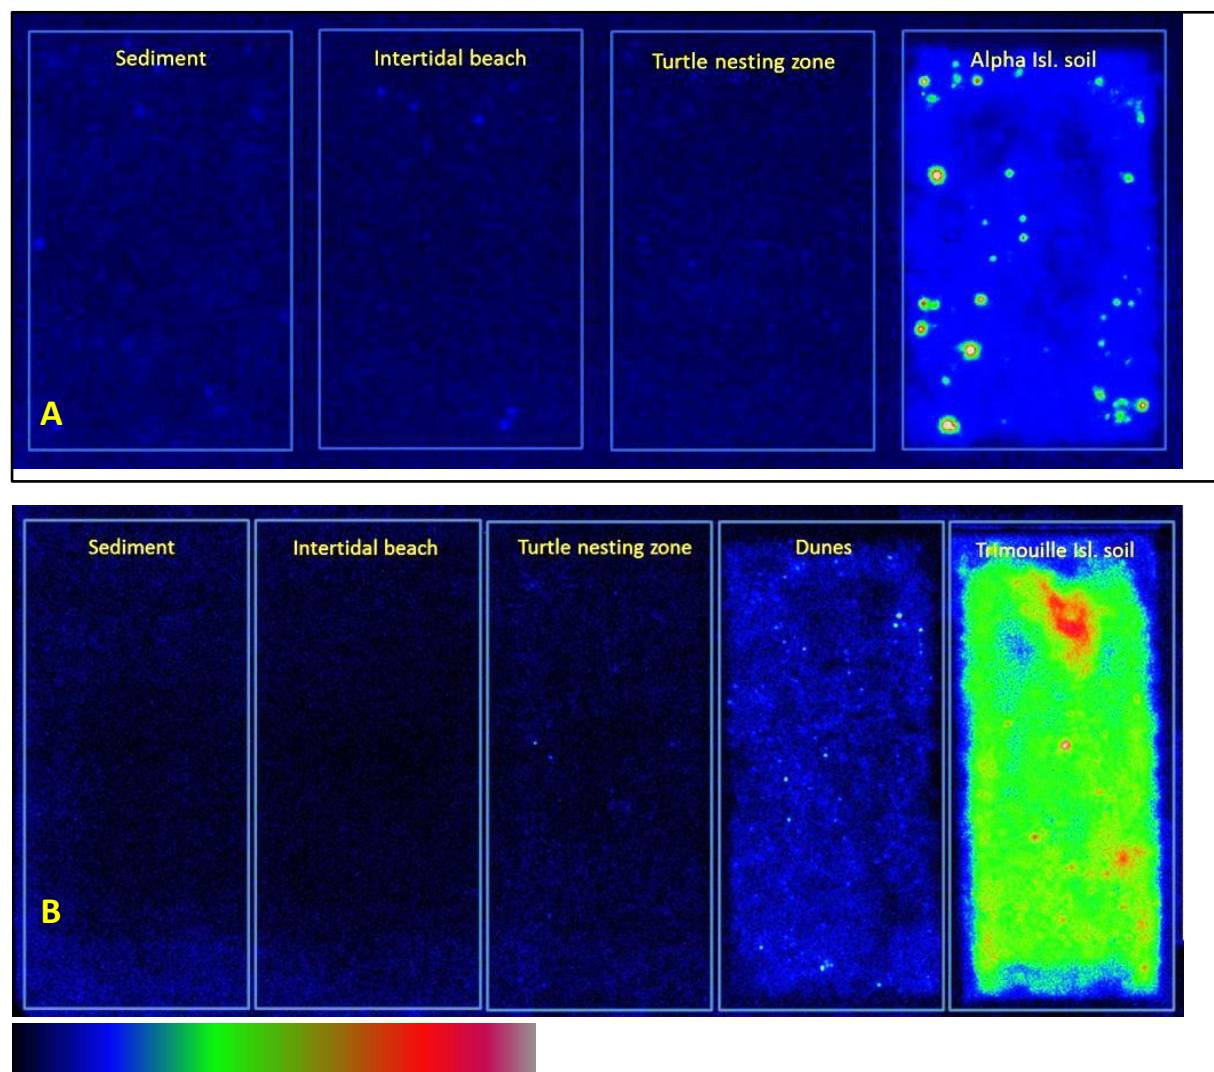 Sediment
Intertidal beach
Turtle nesting zone
Alpha Isl. soil
A
Sediment
Intertidal beach
Turtle nesting zone
Dunes
Trimouille Isl. soil
B